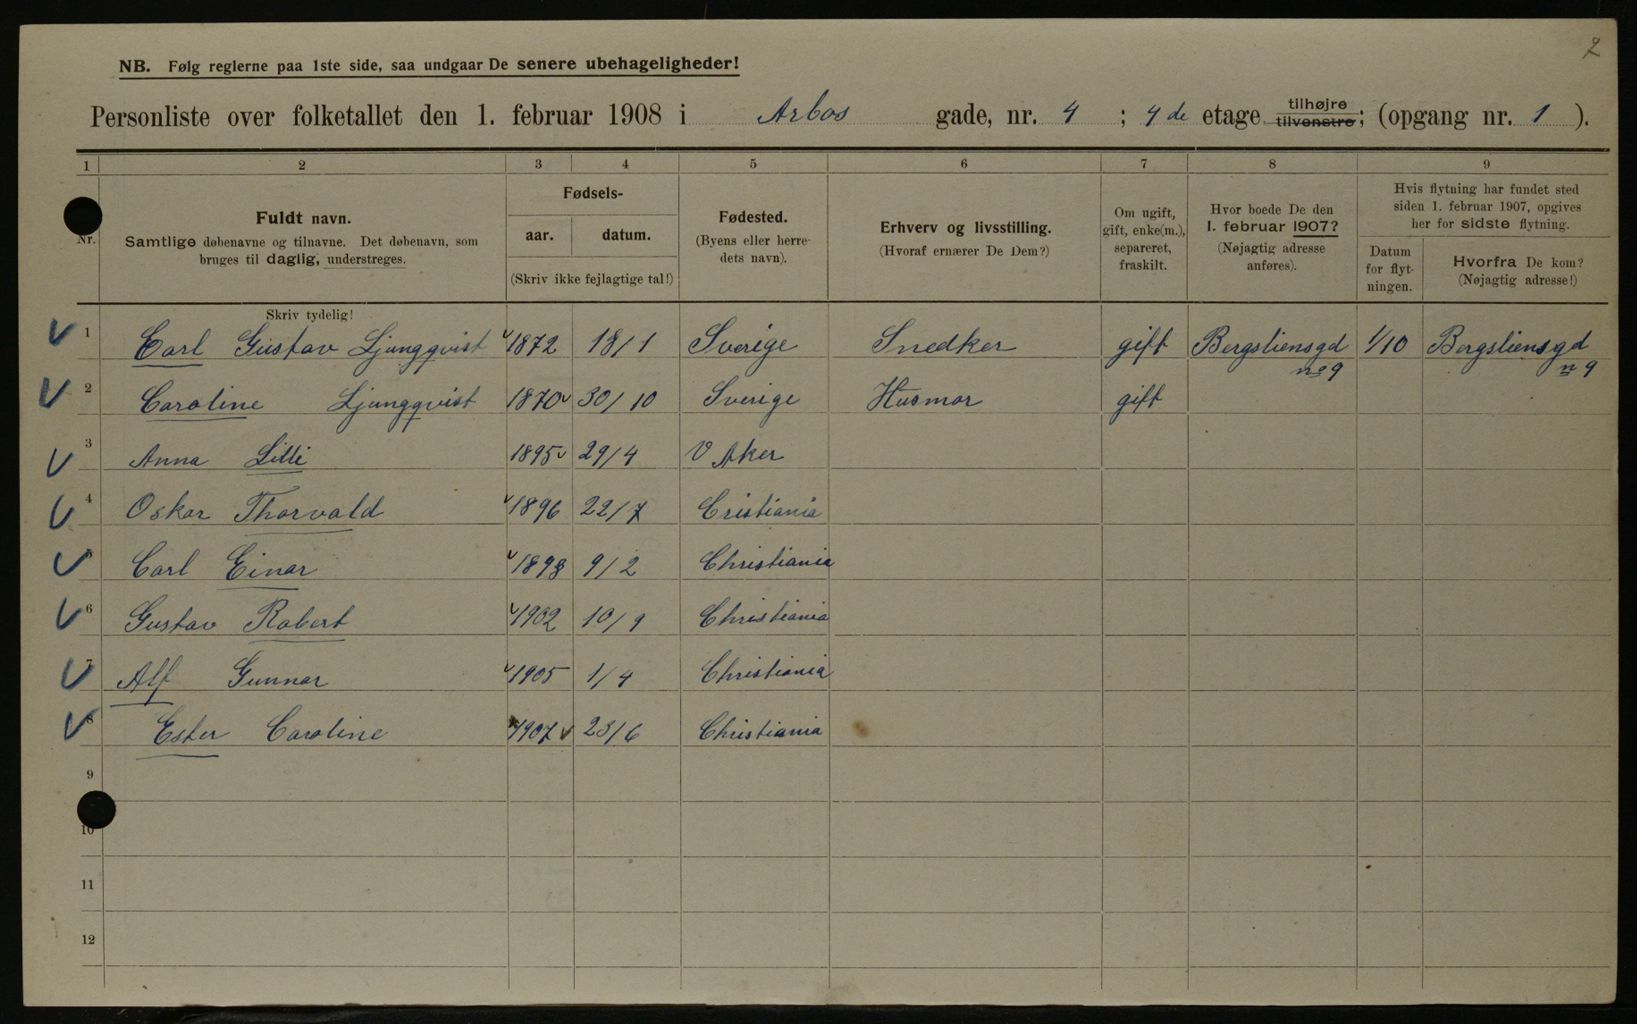 2
NB. Følg reglerne paa 1ste side, saa undgaar De senere ubehageligheder!
Personliste over folketallet den 1. februar 1908 i Arbos gade, nr. 4 ; 4de etage tilhøjre tilvenstre; (opgang nr. 1 ).
1 2 3 4 5 6 7 8 9
Nr.
Fuldt navn.
Samtlige døbenavne og tilnavne. Det døbenavn, som
bruges til daglig, understreges.
Skriv tydelig!
Fødsels-
aar. datum.
(Skriv ikke fejlagtige tal!)
Fødested.
(Byens eller herre-
dets navn).
Erhverv og livsstilling.
(Hvoraf ernærer De Dem?)
Om ugift,
gift, enke(m.),
separeret,
fraskilt.
Hvor boede De den
1. februar 1907?
(Nøjagtig adresse
anføres).
Hvis flytning har fundet sted
siden 1. februar 1907, opgives
her for sidste flytning.
Datum
for flyt-
ningen.
Hvorfra De kom?
(Nøjagtig adresse!)
1 Carl Gustav Ljungqvist 1872 18/1 Sverige Snedker gift Bergsliensgd no 9 1/10 Bergsliensgd n 9
2 Caroline Ljungqvist 1870 30/10 Sverige Husmor gift
3 Anna Lilli 1895 29/4 V Aker
4 Oskar Thorvald 1896 22/7 Cristiania
5 Carl Einar 1898 9/2 Christiania
6 Gustav Robert 1902 10/9 Christiania
7 Alf Gunnar 1905 1/4 Christiania
8 Ester Caroline 1907 23/6 Christiania
9
10
11
12